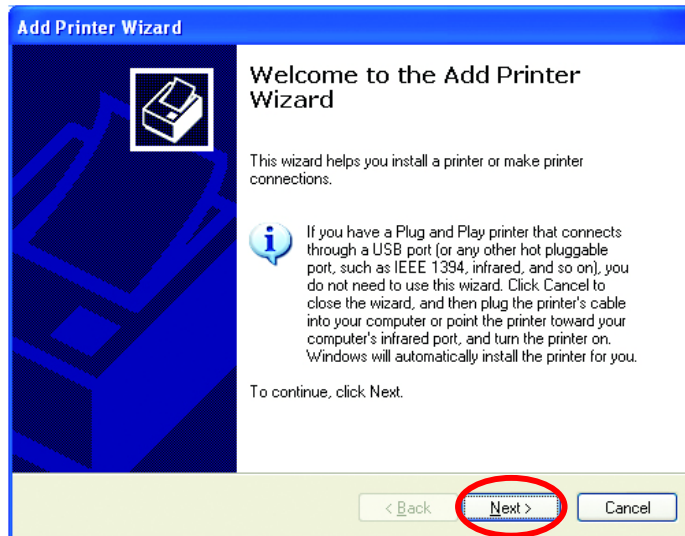 Add Printer Wizard
Welcome to the Add Printer
Wizard
This wizard helps you install a printer or make printer
connections.
If you have a Plug and Play printer that connects
through a USB port (or any other hot pluggable
port, such as IEEE 1394, infrared, and so on), you
do not need to use this wizard. Click Cancel to
close the wizard, and then plug the printer's cable
into your computer or point the printer toward your
computer's infrared port, and turn the printer on.
Windows will automatically install the printer for you.
To continue, click Next.
< Back Next > Cancel